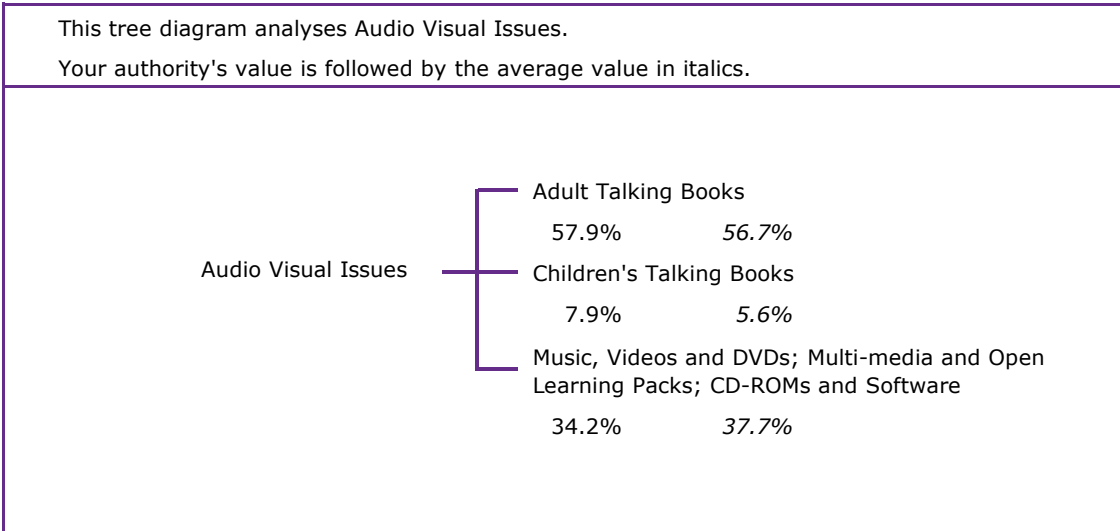 This tree diagram analyses Audio Visual Issues.
Your authority's value is followed by the average value in italics.
Adult Talking Books
57.9% 56.7%
Audio Visual Issues
Children's Talking Books
7.9% 5.6%
Music, Videos and DVDs; Multi-media and Open
Learning Packs; CD-ROMs and Software
34.2% 37.7%